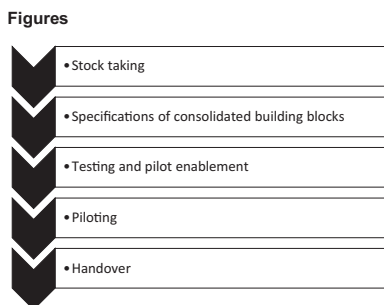 Figures
• Stock taking
• Specifications of consolidated building blocks
• Testing and pilot enablement
• Piloting
• Handover